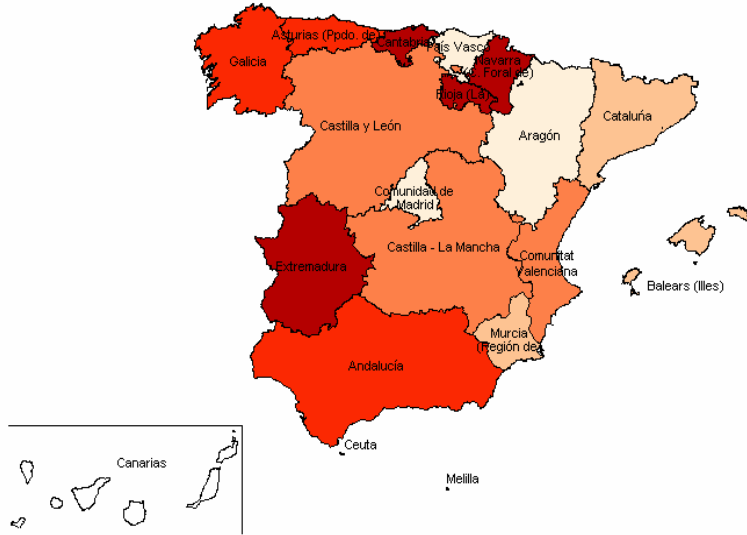 Asturias (Ppdo. de
Cantabria
País Vasco
Galicia
Navarra
(C. Foral de)
Rioja (La)
Castilla y León
Cataluña
Aragón
Comunidad de
Madrid
Castilla - La Mancha
Comunitat
Valenciana
Extremadura
Balears (Illes)
Murcia
(Región de
Andalucía
Ceuta
Canarias
Melilla